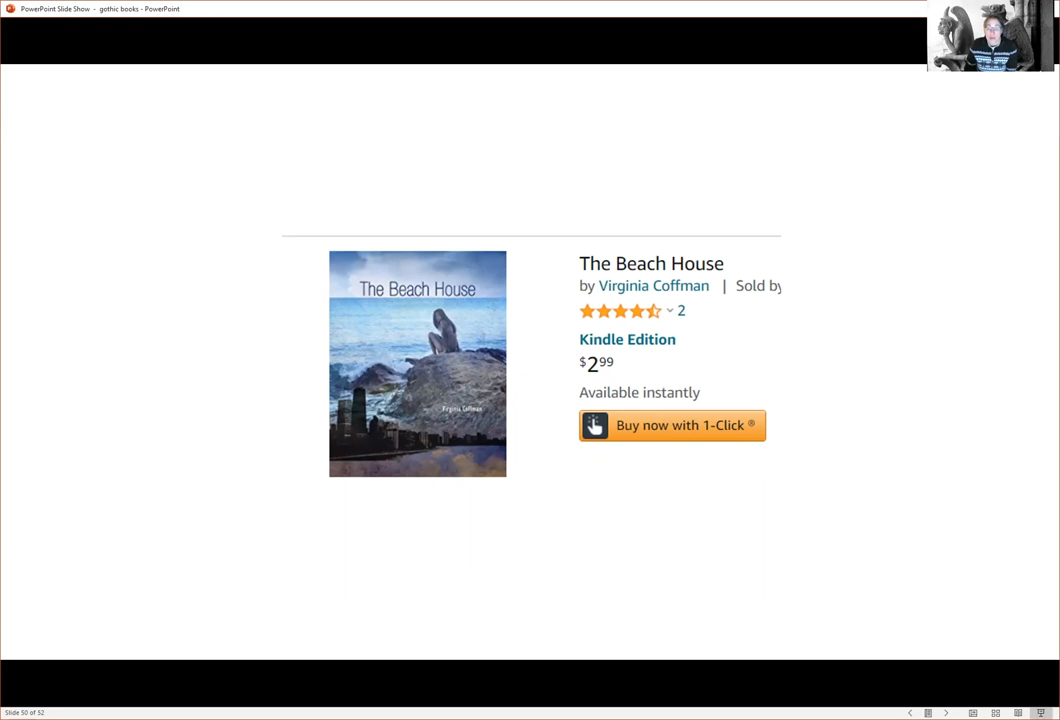 PowerPoint Slide Show - gothic books - PowerPoint
The Beach House
Virginia Coffman
The Beach House
by Virginia Coffman | Sold by
2
Kindle Edition
$2.99
Available instantly
Buy now with 1-Click ®
Slide 50 of 52